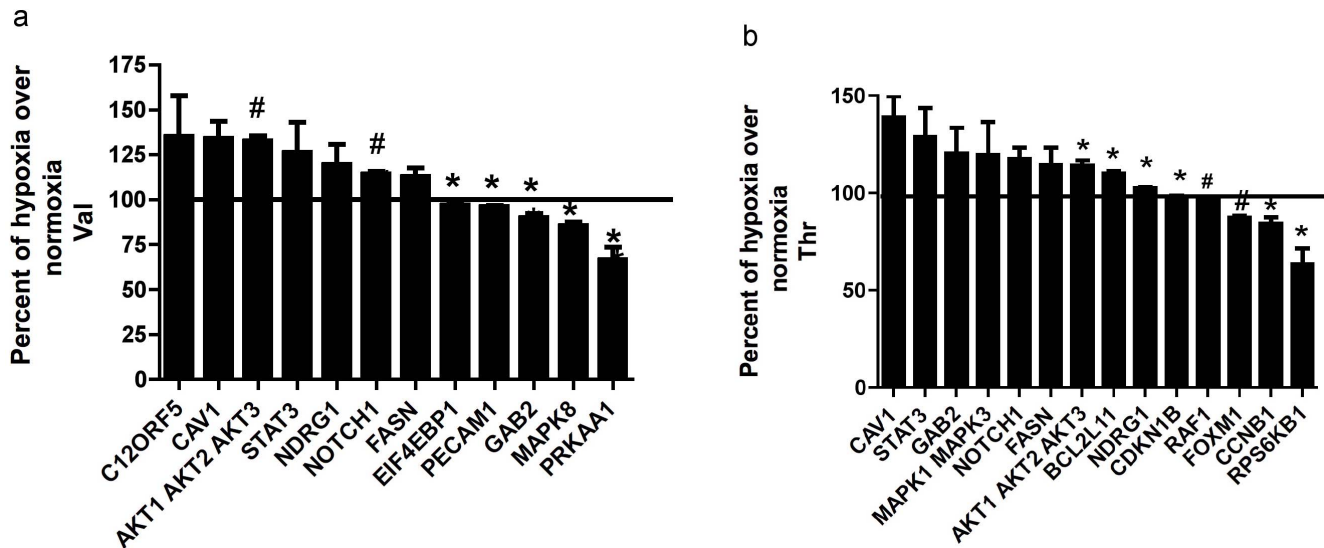 a
Percent of hypoxia over
normoxia
Val
175
150
125
100
75
50
25
0
# # * * * * *
C12ORF5
CAV1
AKT1 AKT2 AKT3
STAT3
NDRG1
NOTCH1
FASN
EIF4EBP1
PECAM1
GAB2
MAPK8
PRKAA1
b
Percent of hypoxia over
normoxia
Thr
150
100
50
0
* * * * # # * *
CAV1
STAT3
GAB2
MAPK1 MAPK3
NOTCH1
FASN
AKT1 AKT2 AKT3
BCL2L11
NDRG1
CDKN1B
RAF1
FOXM1
CCNB1
RPS6KB1